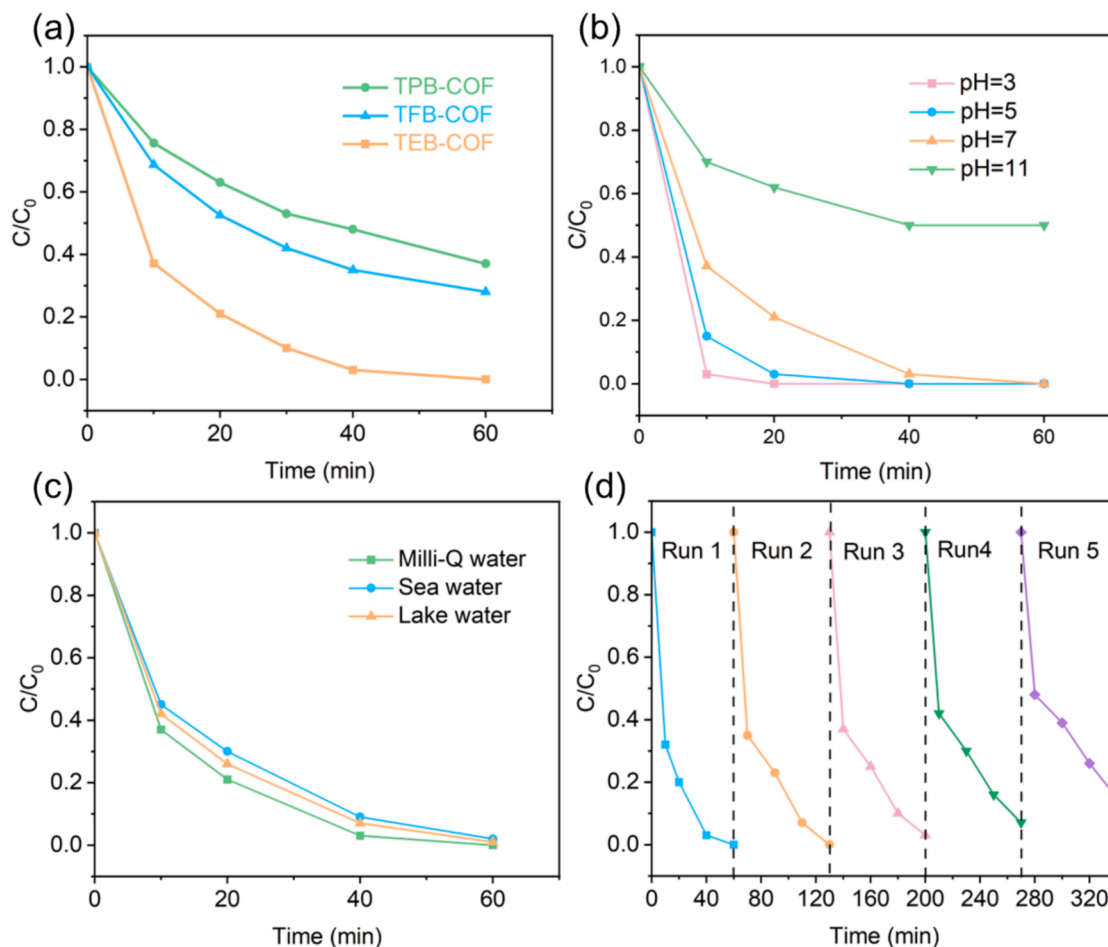 (a)
1.0
0.8
0.6
0.4
0.2
0.0
C/C₀
TPB-COF
TFB-COF
TEB-COF
0 20 40 60
Time (min)
(b)
1.0
0.8
0.6
0.4
0.2
0.0
C/C₀
pH=3
pH=5
pH=7
pH=11
0 20 40 60
Time (min)
(c)
1.0
0.8
0.6
0.4
0.2
0.0
C/C₀
Milli-Q water
Sea water
Lake water
0 20 40 60
Time (min)
(d)
1.0
0.8
0.6
0.4
0.2
0.0
C/C₀
Run 1 Run 2 Run 3 Run4 Run 5
0 40 60 90 130 160 200 220 280 320
Time (min)